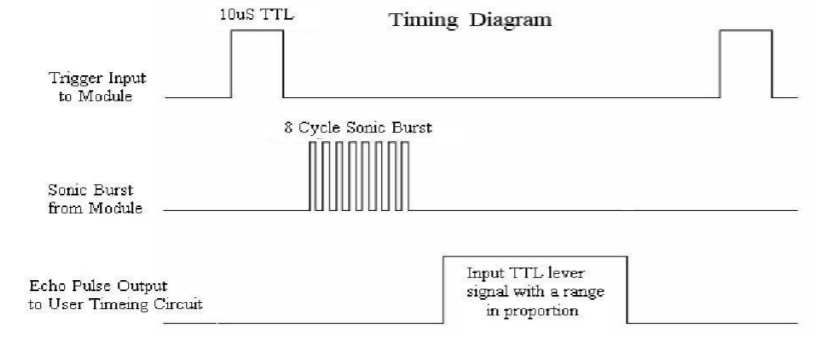 10uS TTL
Timing Diagram
Trigger Input
to Module
8 Cycle Sonic Burst
Sonic Burst
from Module
Echo Pulse Output
to User Timeing Circuit
Input TTL lever
signal with a range
in proportion